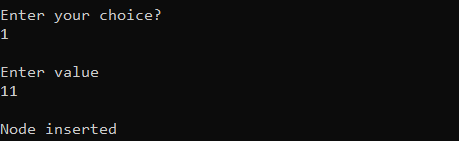 Enter your choice?
1
Enter value
11
Node inserted